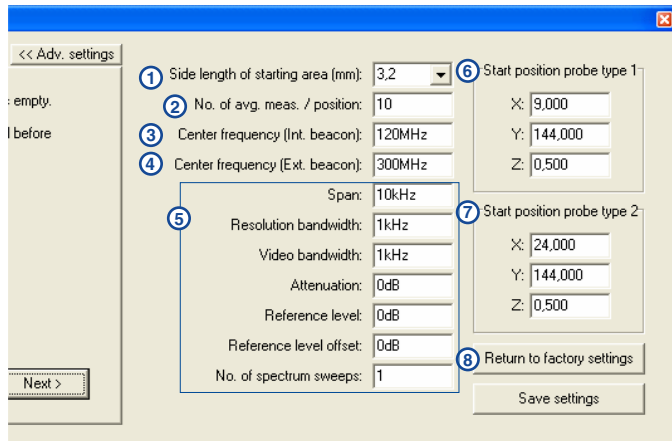 << Adv. settings
: empty.
l before
Next >
1 Side length of starting area (mm): 3,2
2 No. of avg. meas. / position: 10
3 Center frequency (Int. beacon): 120MHz
4 Center frequency (Ext. beacon): 300MHz
5
Span: 10kHz
Resolution bandwidth: 1kHz
Video bandwidth: 1kHz
Attenuation: 0dB
Reference level: 0dB
Reference level offset: 0dB
No. of spectrum sweeps: 1
6 Start position probe type 1
X: 9,000
Y: 144,000
Z: 0,500
7 Start position probe type 2
X: 24,000
Y: 144,000
Z: 0,500
8 Return to factory settings
Save settings